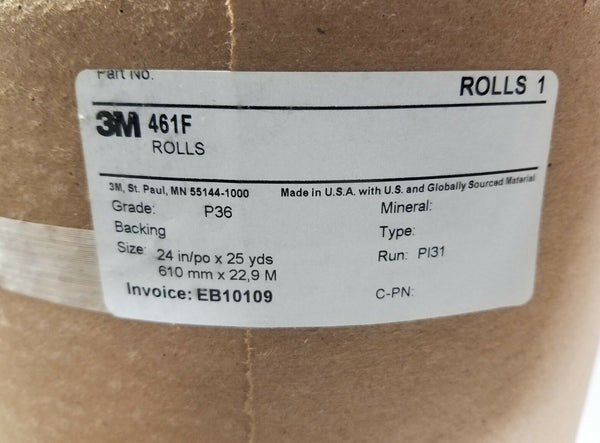 Part No.
ROLLS 1
3M 461F
ROLLS
3M, St. Paul, MN 55144-1000 Made in U.S.A. with U.S. and Globally Sourced Material
Grade: P36 Mineral:
Backing Type:
Size: 24 in/po x 25 yds Run: PI31
610 mm x 22,9 M
Invoice: EB10109 C-PN: